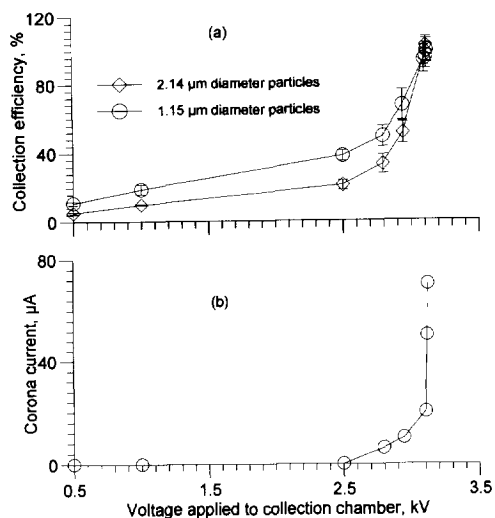 120
(a)
2.14 µm diameter particles
80
1.15 µm diameter particles
40
0
Collection efficiency, %
80
(b)
40
0
Corona current, µA
0.5
1.5
2.5
3.5
Voltage applied to collection chamber, kV